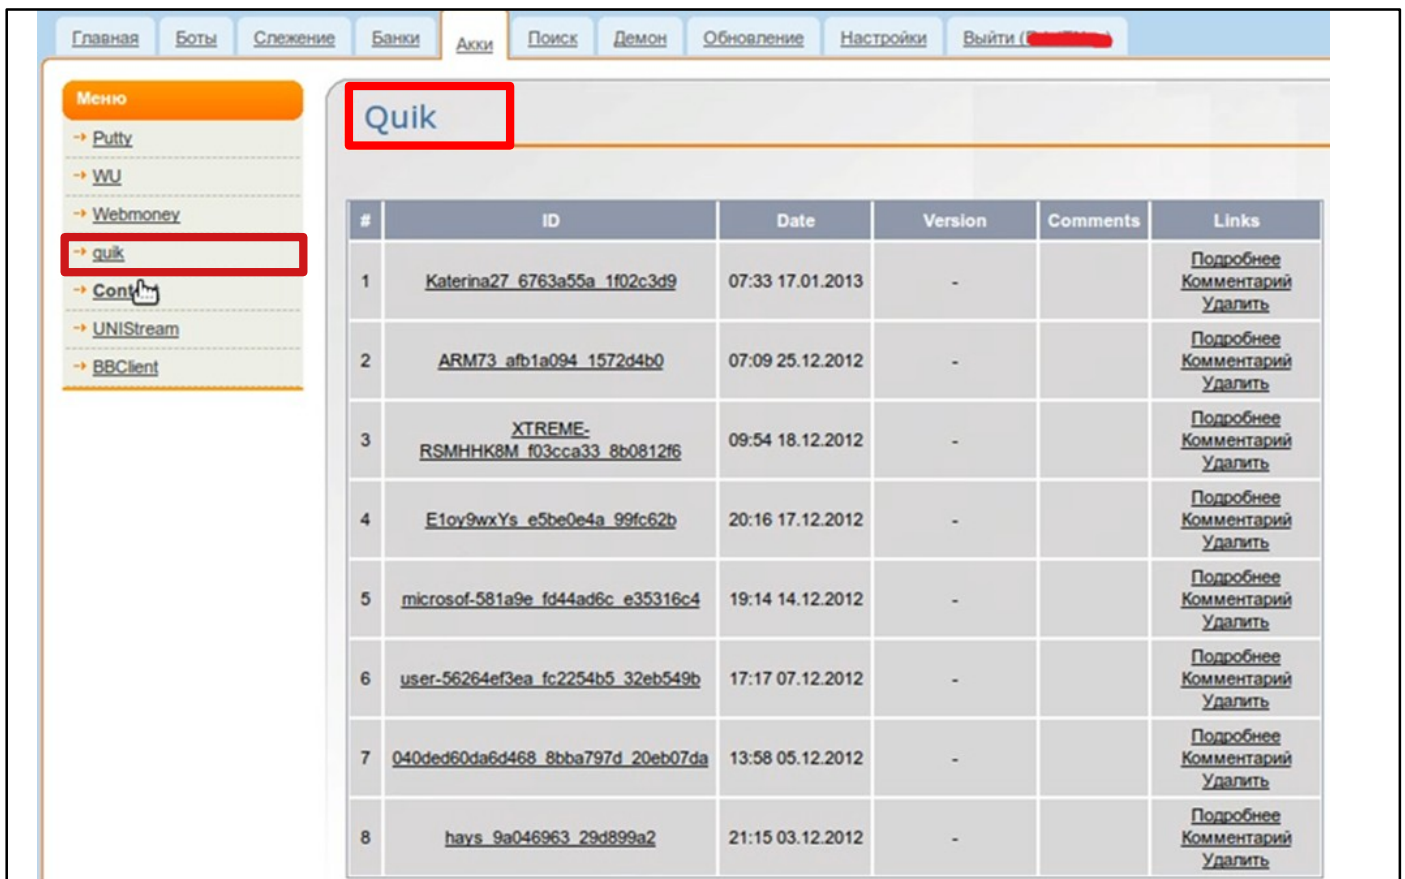 Главная Боты Слежение Банки Акки Поиск Демон Обновление Настройки Выйти (
Меню
Putty
WU
Webmoney
quik
UNIStream
BBClient
Quik
# ID Date Version Comments Links
1 Katerina27_6763a55a_1f02c3d9 07:33 17.01.2013 - Подробнее
Комментарий
Удалить
2 ARM73_afb1a094_1572d4b0 07:09 25.12.2012 - Подробнее
Комментарий
Удалить
3 XTREME-
RSMHHK8M_f03cca33_8b0812f6 09:54 18.12.2012 - Подробнее
Комментарий
Удалить
4 E1oy9wxYs_e5be0e4a_99fc62b 20:16 17.12.2012 - Подробнее
Комментарий
Удалить
5 microsof-581a9e_fd44ad6c_e35316c4 19:14 14.12.2012 - Подробнее
Комментарий
Удалить
6 user-56264ef3ea_fc2254b5_32eb549b 17:17 07.12.2012 - Подробнее
Комментарий
Удалить
7 040ded60da6d468_8bba797d_20eb07da 13:58 05.12.2012 - Подробнее
Комментарий
Удалить
8 hays_9a046963_29d899a2 21:15 03.12.2012 - Подробнее
Комментарий
Удалить